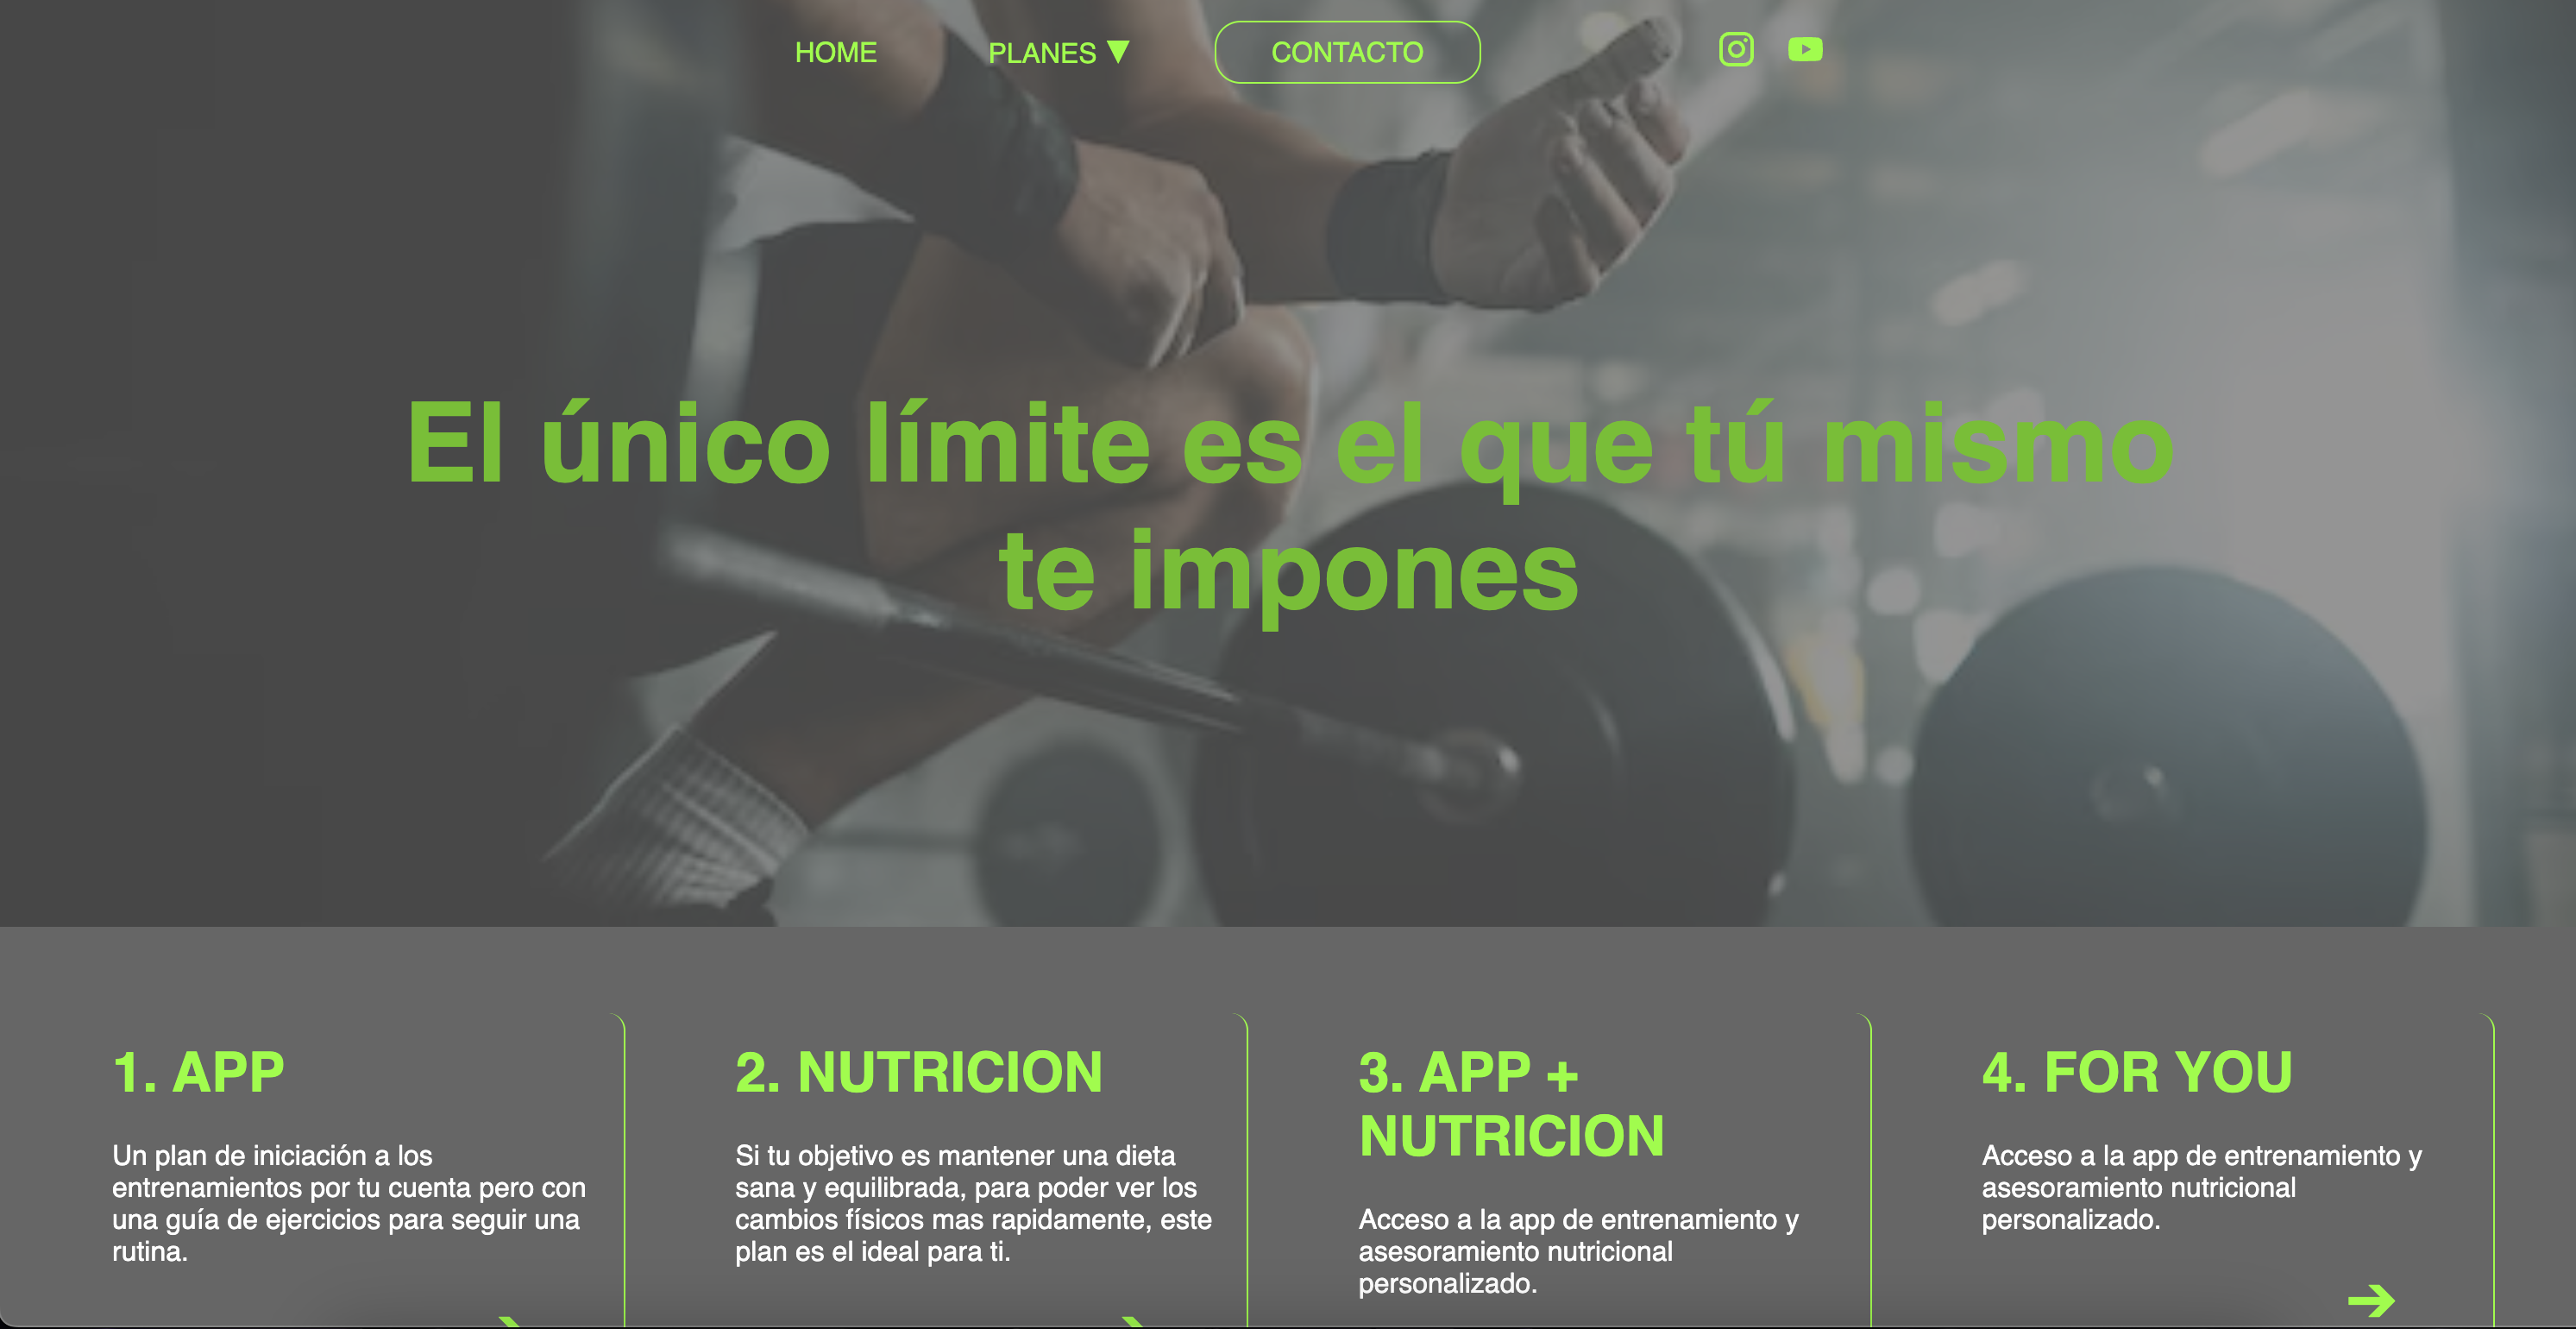 HOME PLANES ▼ CONTACTO
El único límite es el que tú mismo
te impones
1. APP
Un plan de iniciación a los
entrenamientos por tu cuenta pero con
una guía de ejercicios para seguir una
rutina.
2. NUTRICION
Si tu objetivo es mantener una dieta
sana y equilibrada, para poder ver los
cambios físicos mas rapidamente, este
plan es el ideal para ti.
3. APP +
NUTRICION
Acceso a la app de entrenamiento y
asesoramiento nutricional
personalizado.
4. FOR YOU
Acceso a la app de entrenamiento y
asesoramiento nutricional
personalizado.